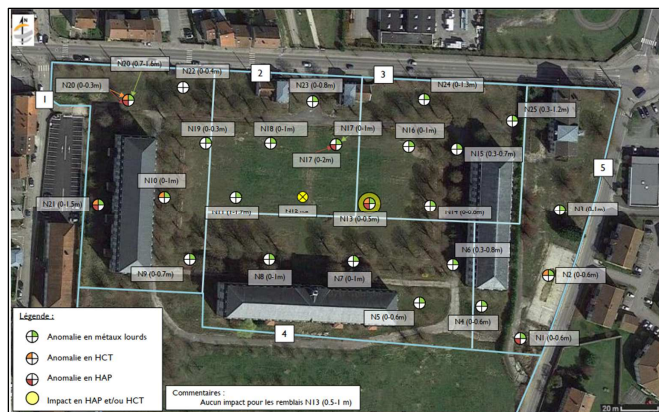 N20 (0.7-1.6m)
N22 (0-0.4m)
2
3
N20 (0-0.3m)
N23 (0-0.8m)
N24 (0-1.3m)
1
N25 (0.3-1.2m)
N19 (0-0.3m)
N18 (0-1m)
N17 (0-1m)
N16 (0-1m)
N17 (0-2m)
N15 (0.3-0.7m)
5
N10 (0-1m)
N21 (0-1.5m)
N13 (0-0.5m)
N3 (0-1m)
N6 (0.3-0.8m)
N9 (0-0.7m)
N8 (0-1m)
N7 (0-1m)
N2 (0-0.6m)
N5 (0-0.6m)
N4 (0-0.6m)
4
N1 (0-0.6m)
Légende :
Anomalie en métaux lourds
Anomalie en HCT
Anomalie en HAP
Impact en HAP et/ou HCT
Commentaires :
Aucun impact pour les remblais N13 (0.5-1 m)
20 m